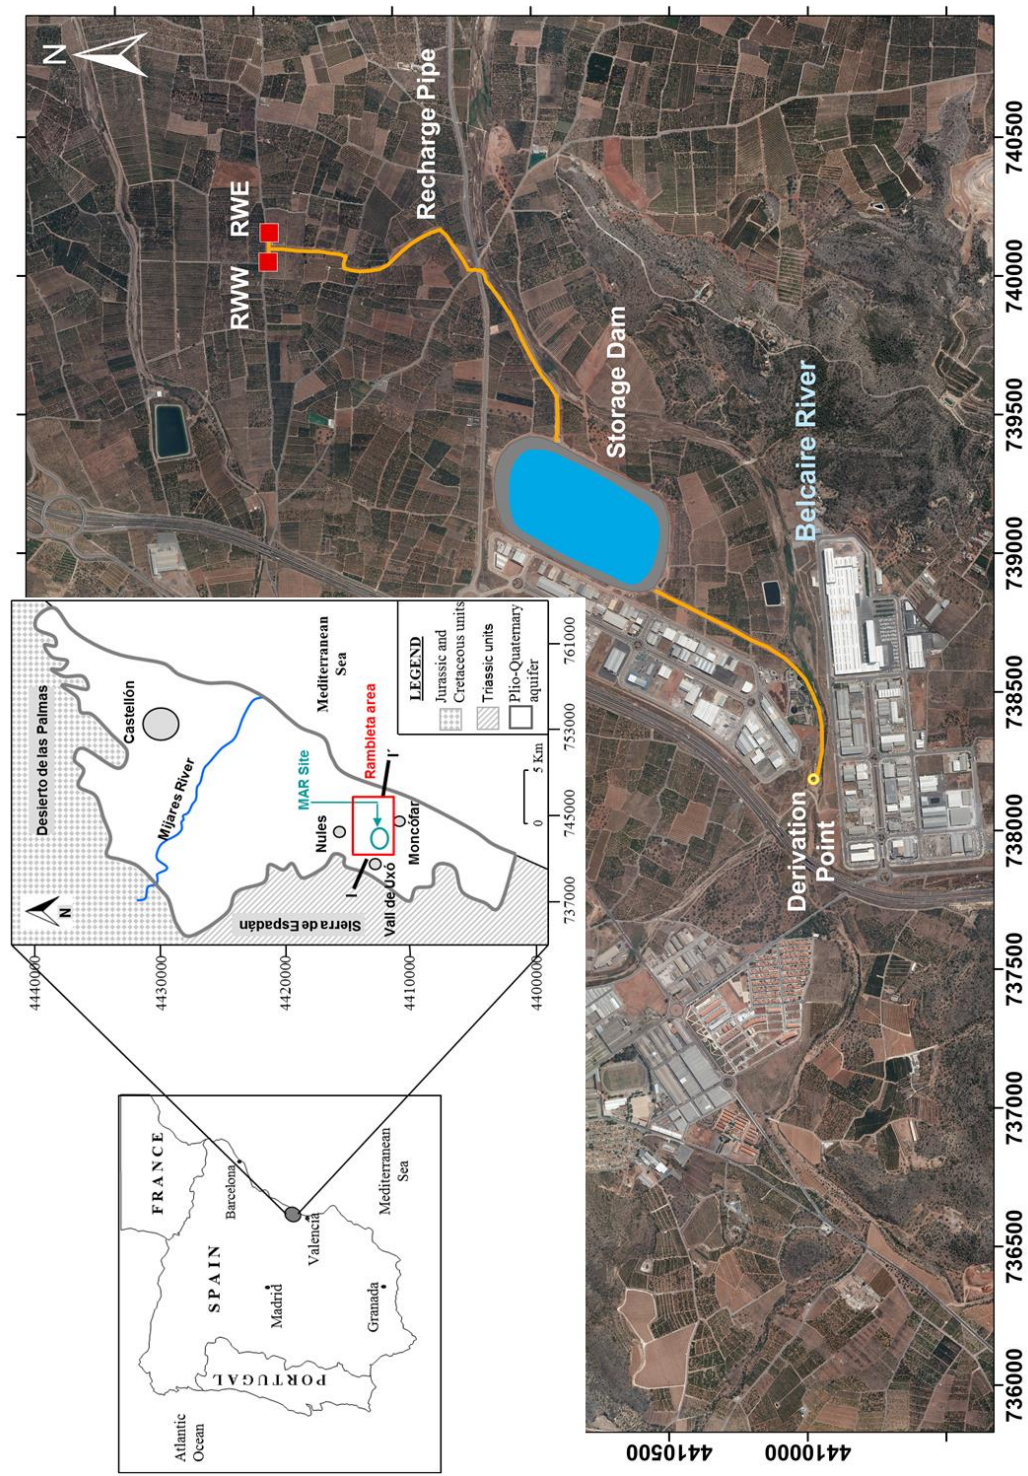 FRANCE
SPAIN
PORTUGAL
Atlantic
Ocean
Barcelona
Madrid
Valencia
Granada
Mediterranean
Sea
N
Desierto de las Palmas
Castellón
Mijares River
Mediterranean
Sea
Nules
MAR Site
Rambleta area
I
I´
Moncófar
Vall de Uxó
Sierra de Espadán
LEGEND
Jurassic and
Cretaceous units
Triassic units
Plio-Quaternary
aquifer
0 5 Km
4440000
4430000
4420000
4410000
4400000
737000 745000 753000 761000
N
RWW RWE
Recharge Pipe
Storage Dam
Belcaire River
Derivation
Point
4410500
4410000
736000 736500 737000 737500 738000 738500 739000 739500 740000 740500